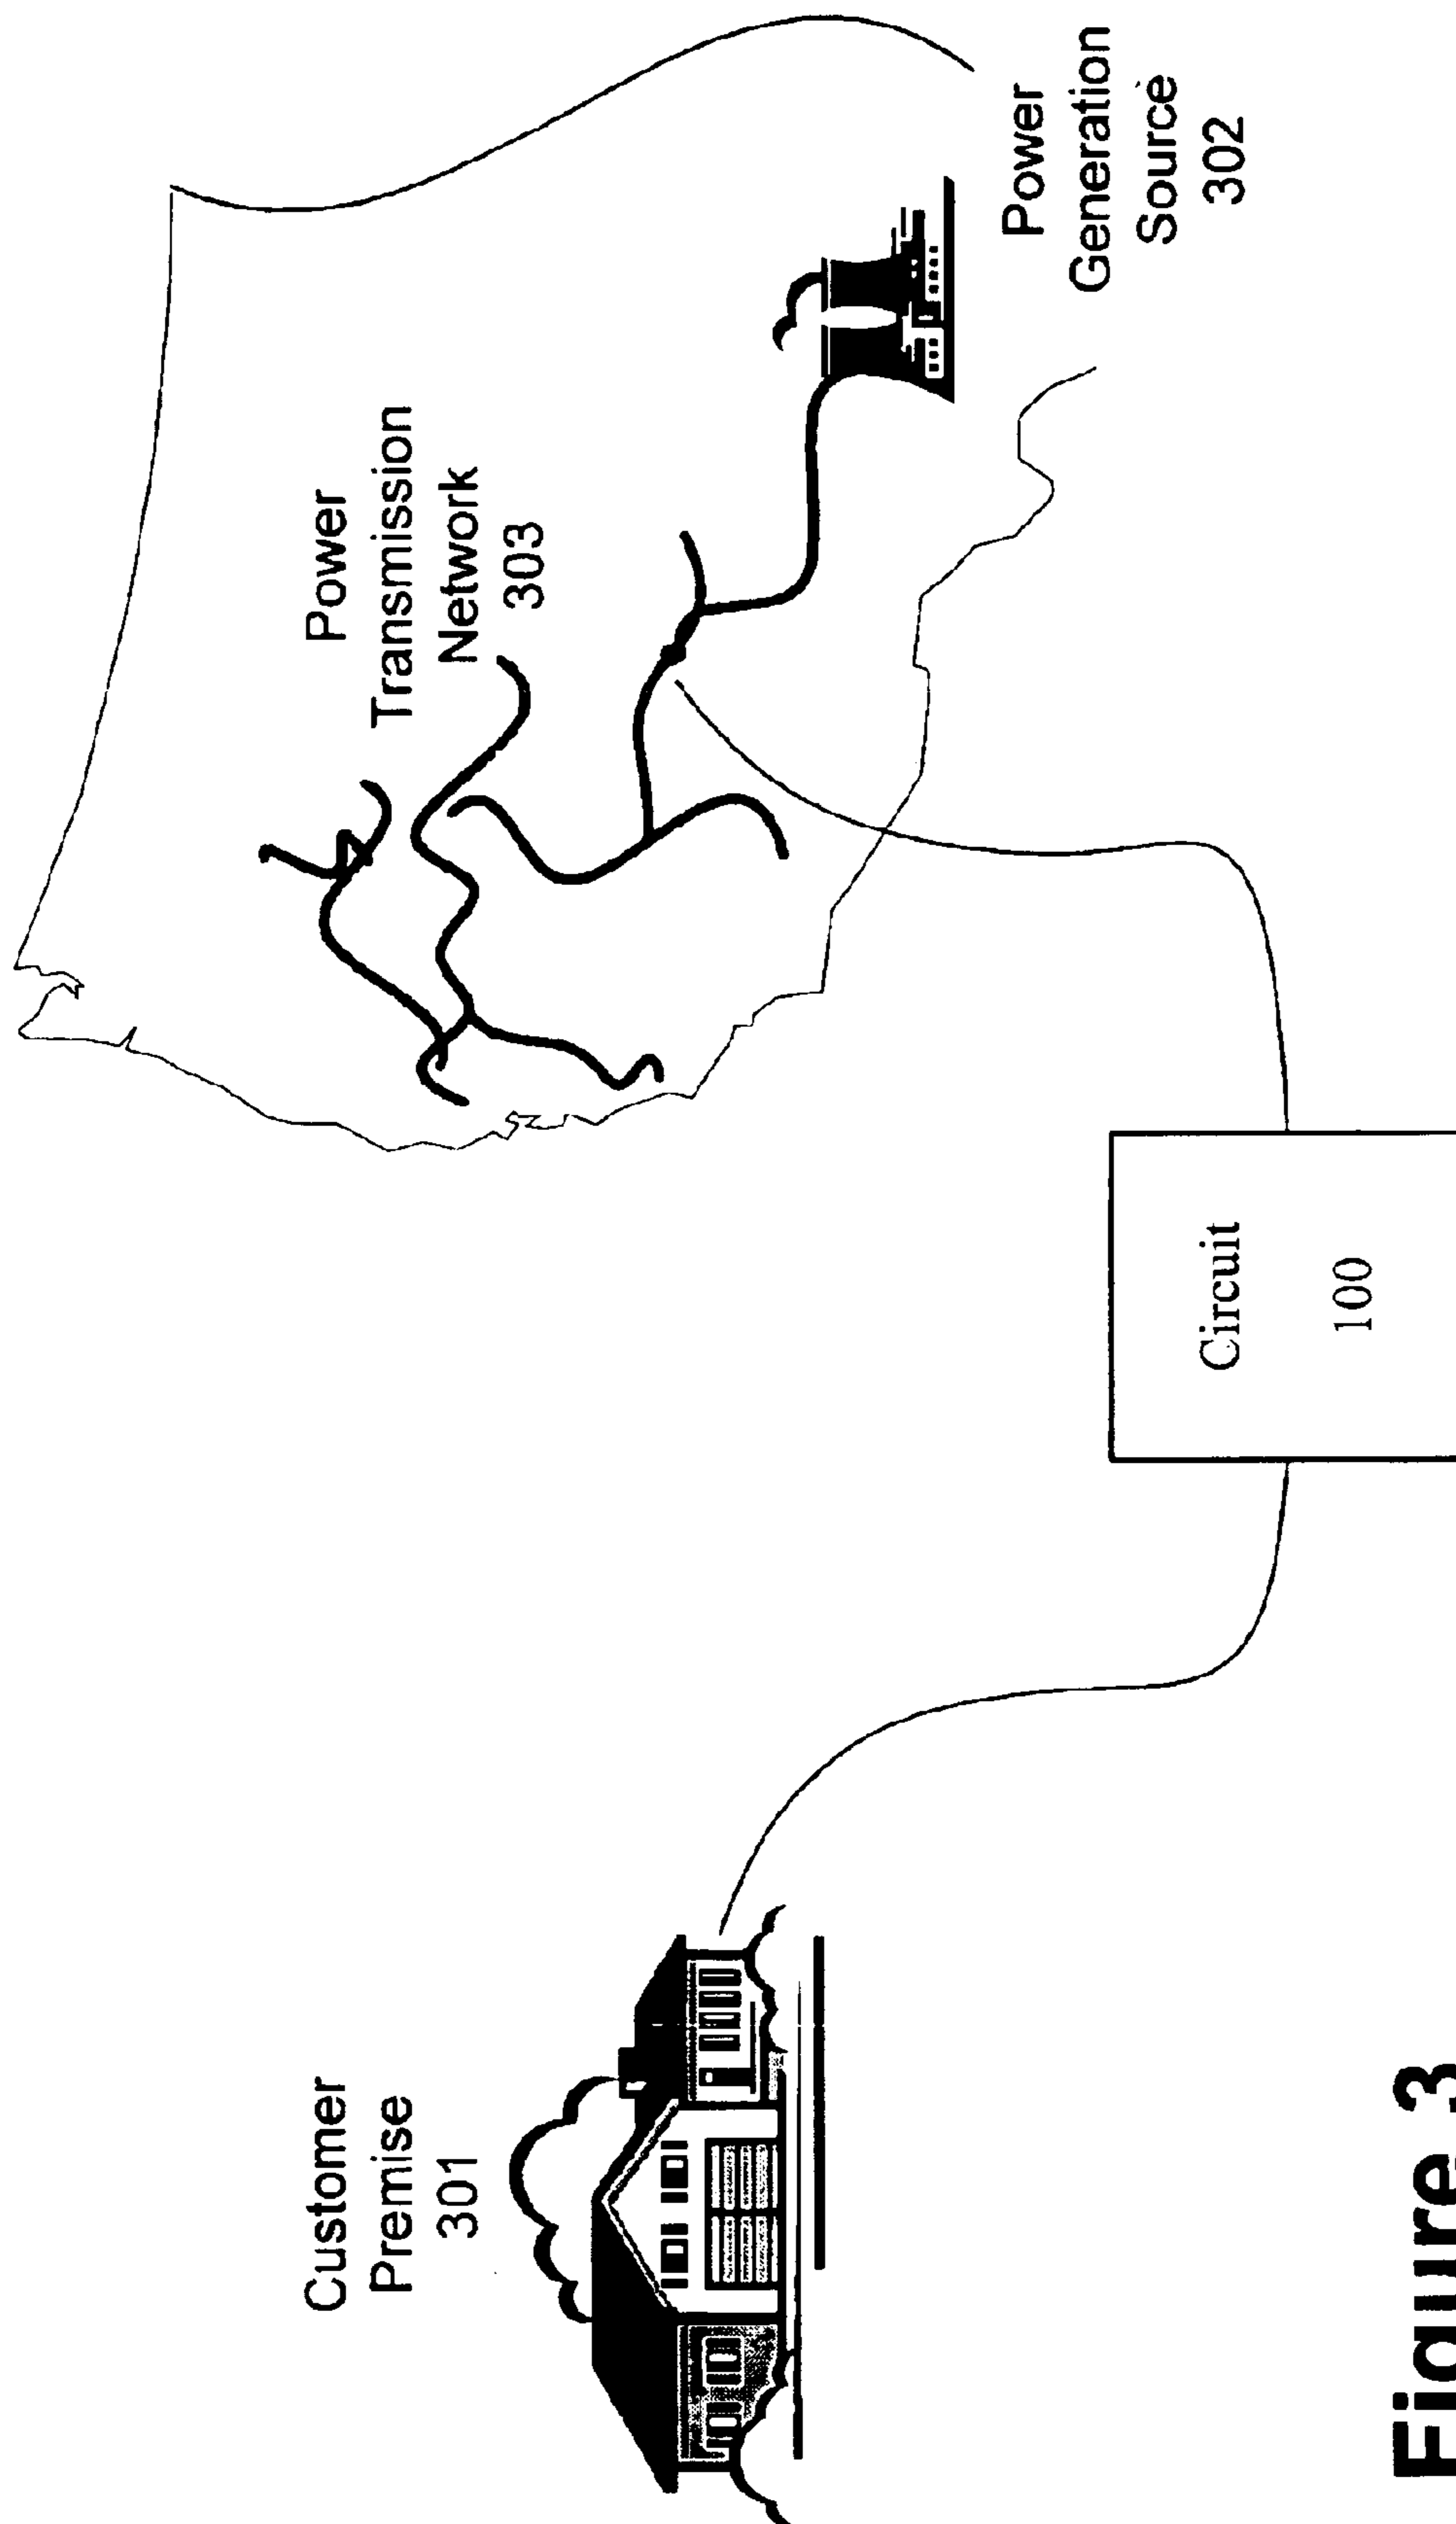 Customer
Premise
301
Power
Transmission
Network
303
Power
Generation
Source
302
Circuit
100
Figure 3